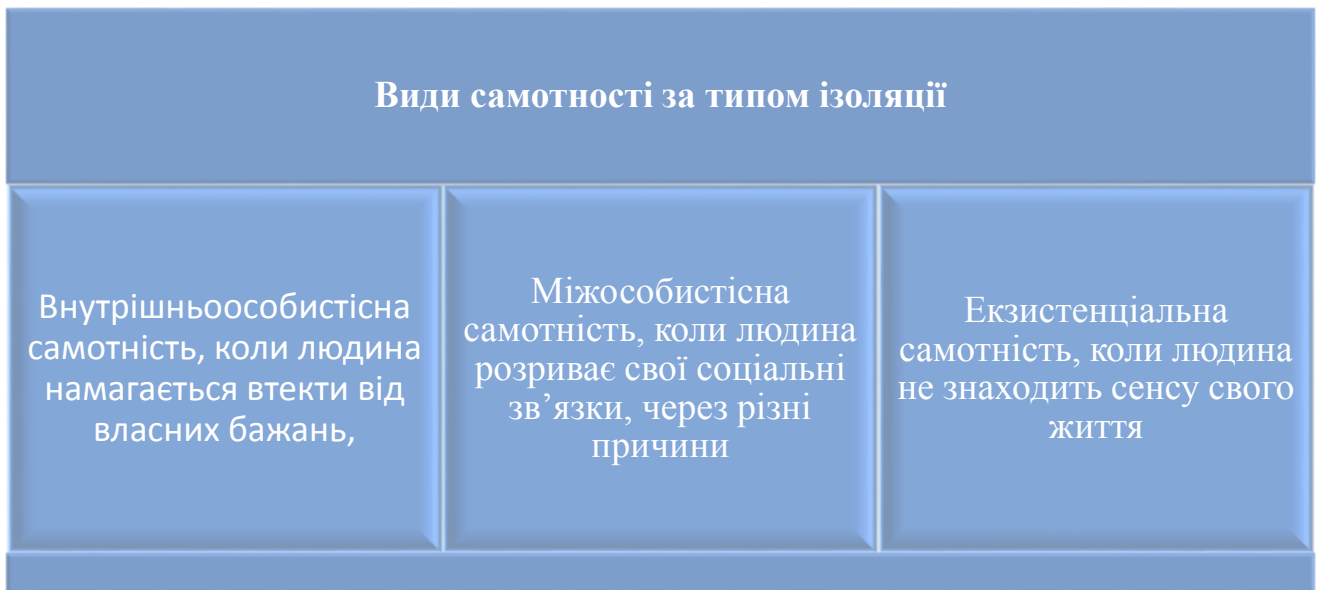 Види самотності за типом ізоляції
Внутрішньоособистісна
самотність, коли людина
намагається втекти від
власних бажань,
Міжособистісна
самотність, коли людина
розриває свої соціальні
зв’язки, через різні
причини
Екзистенціальна
самотність, коли людина
не знаходить сенсу свого
життя